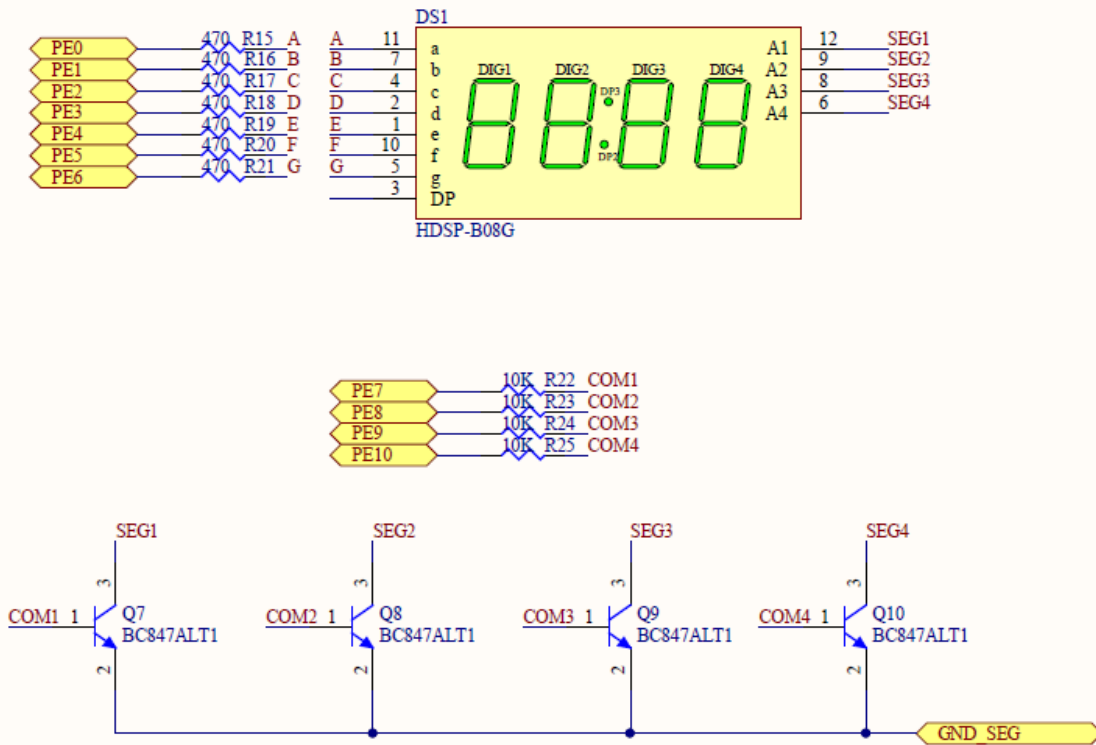 DS1
PE0 470 R15 A A 11 a A1 12 SEG1
PE1 470 R16 B B 7 b A2 9 SEG2
PE2 470 R17 C C 4 c A3 8 SEG3
PE3 470 R18 D D 2 d A4 6 SEG4
PE4 470 R19 E E 1 e
PE5 470 R20 F F 10 f
PE6 470 R21 G G 5 g
3 DP
DIG1 DIG2 DIG3 DIG4
DP3
DP2
HDSP-B08G
PE7 10K R22 COM1
PE8 10K R23 COM2
PE9 10K R24 COM3
PE10 10K R25 COM4
SEG1 SEG2 SEG3 SEG4
3 3 3 3
COM1 1 Q7 COM2 1 Q8 COM3 1 Q9 COM4 1 Q10
BC847ALT1 BC847ALT1 BC847ALT1 BC847ALT1
2 2 2 2
GND_SEG